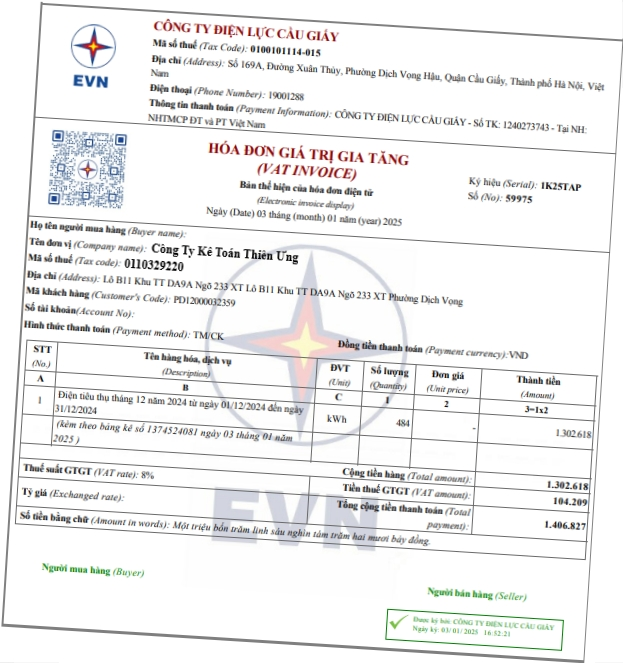 CÔNG TY ĐIỆN LỰC CẦU GIẤY
Mã số thuế (Tax Code): 0100101114-015
Địa chỉ (Address): Số 169A, Đường Xuân Thủy, Phường Dịch Vọng Hậu, Quận Cầu Giấy, Thành phố Hà Nội, Việt
Nam
Điện thoại (Phone Number): 19001288
Thông tin thanh toán (Payment Information): CÔNG TY ĐIỆN LỰC CẦU GIẤY - Số TK: 1240273743 - Tại NH:
NHTMCP ĐT và PT Việt Nam
EVN
HÓA ĐƠN GIÁ TRỊ GIA TĂNG
(VAT INVOICE)
Bản thể hiện của hóa đơn điện tử
(Electronic invoice display)
Ngày (Date) 03 tháng (month) 01 năm (year) 2025
Ký hiệu (Serial): 1K25TAP
Số (No): 59975
Họ tên người mua hàng (Buyer name):
Tên đơn vị (Company name): Công Ty Kê Toán Thiên Ưng
Mã số thuế (Tax code): 0110329220
Địa chỉ (Address): Lô B11 Khu TT DA9A Ngõ 233 XT Lô B11 Khu TT DA9A Ngõ 233 XT Phường Dịch Vọng
Mã khách hàng (Customer's Code): PD12000032359
Số tài khoản(Account No):
Hình thức thanh toán (Payment method): TM/CK
Đồng tiền thanh toán (Payment currency):VND
STT (No.) Tên hàng hóa, dịch vụ (Description) ĐVT (Unit) Số lượng (Quantity) Đơn giá (Unit price) Thành tiền (Amount)
A B C 1 2 3=1x2
1 Điện tiêu thụ tháng 12 năm 2024 từ ngày 01/12/2024 đến ngày
31/12/2024 kWh 484 - 1.302.618
(kèm theo bảng kê số 1374524081 ngày 03 tháng 01 năm
2025 )
Cộng tiền hàng (Total amount): 1.302.618
Thuế suất GTGT (VAT rate): 8% Tiền thuế GTGT (VAT amount): 104.209
Tỷ giá (Exchanged rate): Tổng cộng tiền thanh toán (Total
payment): 1.406.827
Số tiền bằng chữ (Amount in words): Một triệu bốn trăm linh sáu nghìn tám trăm hai mươi bảy đồng.
EVN
Người mua hàng (Buyer)
Người bán hàng (Seller)
Được ký bởi: CÔNG TY ĐIỆN LỰC CẦU GIẤY
Ngày ký: 03/01/2025 16:52:21